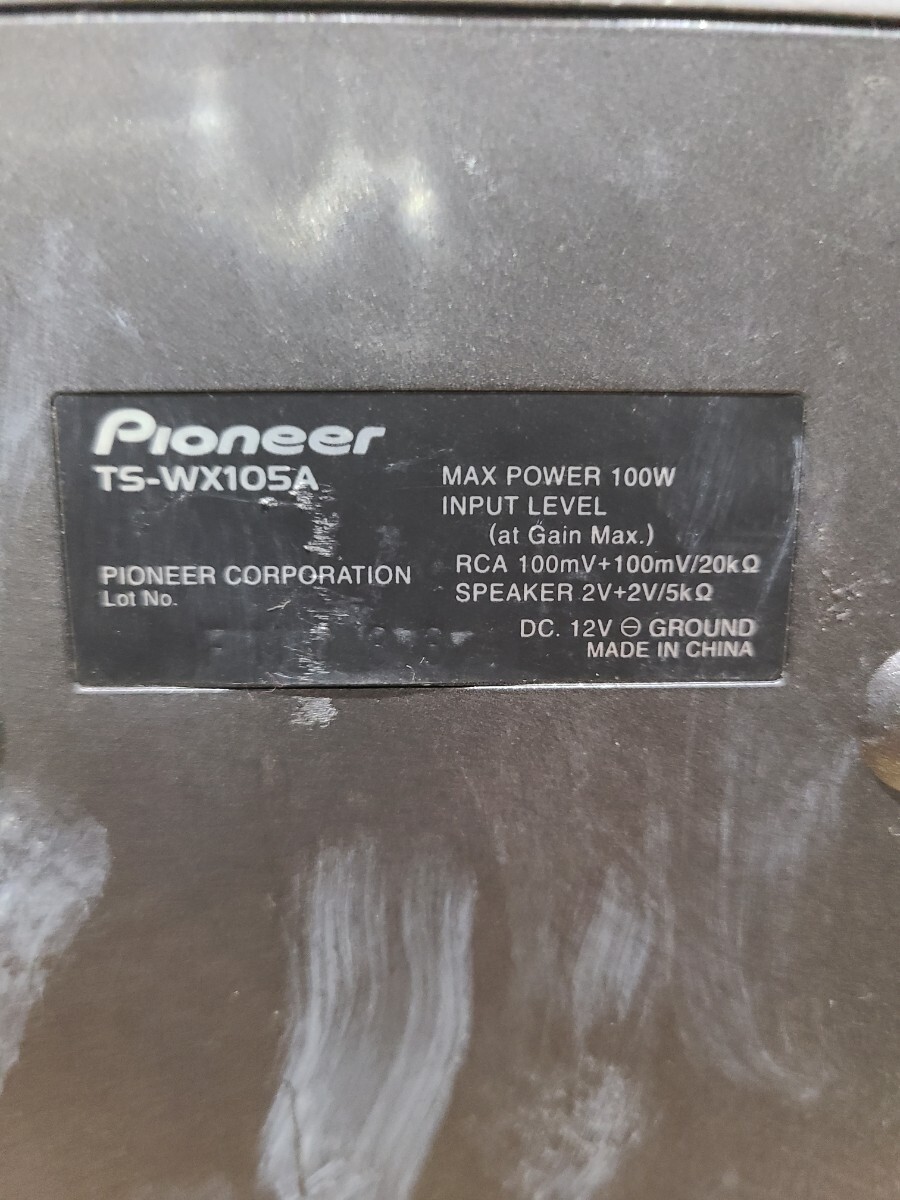 Pioneer
TS-WX105A
PIONEER CORPORATION
Lot No.
MAX POWER 100W
INPUT LEVEL
(at Gain Max.)
RCA 100mV+100mV/20kΩ
SPEAKER 2V+2V/5kΩ
DC. 12V ⊖ GROUND
MADE IN CHINA